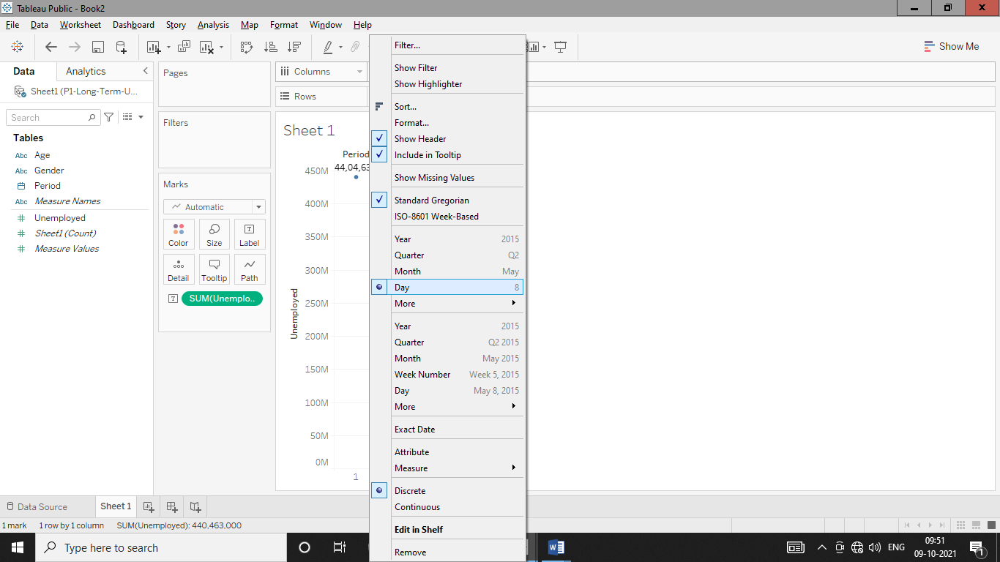 Tableau Public - Book2
File Data Worksheet Dashboard Story Analysis Map Format Window Help
Show Me
Data Analytics
Sheet1 (P1-Long-Term-U...
Search
Tables
Abc Age
Abc Gender
Period
Abc Measure Names
Unemployed
Sheet1 (Count)
Measure Values
Pages
Filters
Marks
Automatic
Color Size Label
Detail Tooltip Path
SUM(Unemplo..
Columns
Rows
Sheet 1
Period
44,04,63
450M
400M
350M
300M
250M
200M
150M
100M
50M
0M
Unemployed
1
Filter...
Show Filter
Show Highlighter
Sort...
Format...
Show Header
Include in Tooltip
Show Missing Values
Standard Gregorian
ISO-8601 Week-Based
Year 2015
Quarter Q2
Month May
Day 8
More
Year 2015
Quarter Q2 2015
Month May 2015
Week Number Week 5, 2015
Day May 8, 2015
More
Exact Date
Attribute
Measure
Discrete
Continuous
Edit in Shelf
Remove
Data Source Sheet 1
1 mark 1 row by 1 column SUM(Unemployed): 440,463,000
Type here to search
ENG
09:51
09-10-2021
1